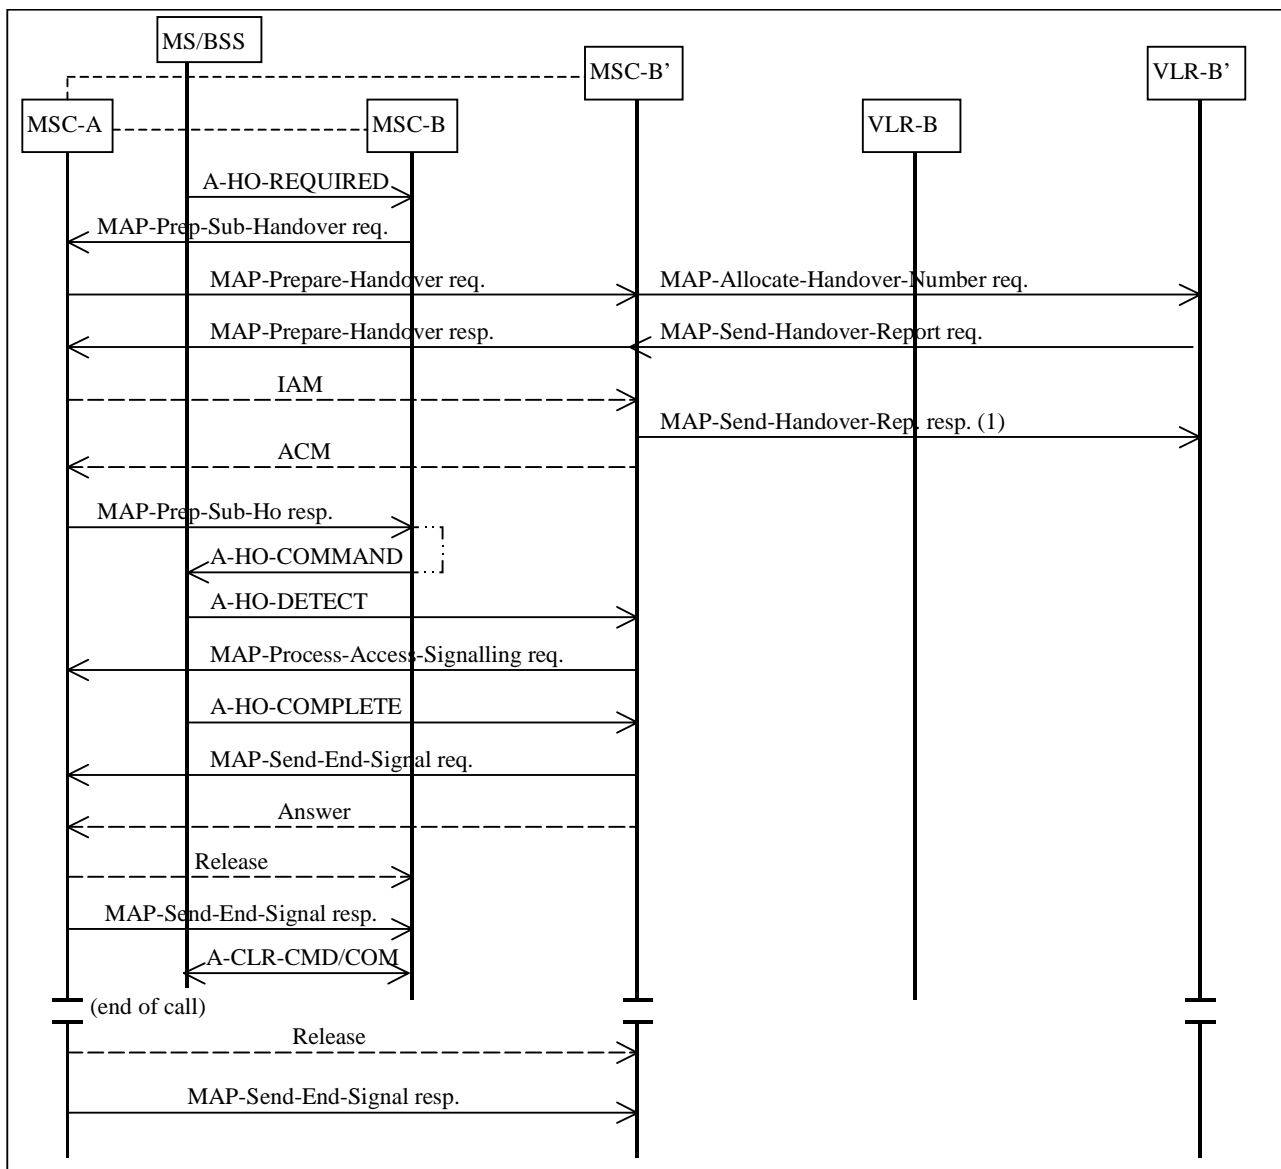 MS/BSS
MSC-B’
VLR-B’
MSC-A
MSC-B
VLR-B
A-HO-REQUIRED
MAP-Prep-Sub-Handover req.
MAP-Prepare-Handover req.
MAP-Allocate-Handover-Number req.
MAP-Prepare-Handover resp.
MAP-Send-Handover-Report req.
IAM
MAP-Send-Handover-Rep. resp. (1)
ACM
MAP-Prep-Sub-Ho resp.
A-HO-COMMAND
A-HO-DETECT
MAP-Process-Access-Signalling req.
A-HO-COMPLETE
MAP-Send-End-Signal req.
Answer
Release
MAP-Send-End-Signal resp.
A-CLR-CMD/COM
(end of call)
Release
MAP-Send-End-Signal resp.